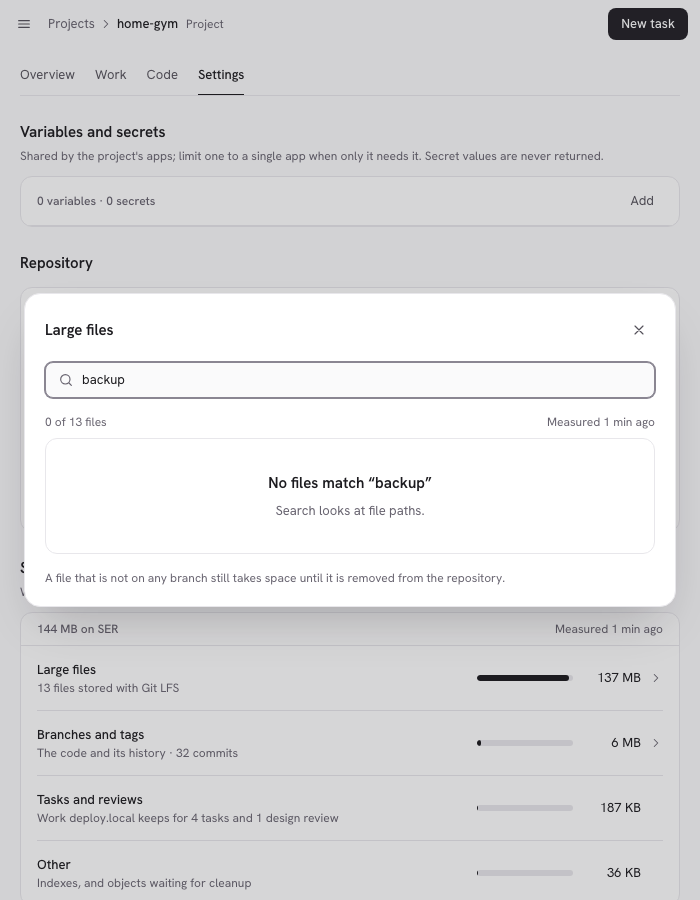 Projects > home-gym Project
New task
Overview Work Code Settings
Variables and secrets
Shared by the project's apps; limit one to a single app when only it needs it. Secret values are never returned.
0 variables · 0 secrets
Add
Repository
Large files
backup
0 of 13 files
Measured 1 min ago
No files match “backup”
Search looks at file paths.
A file that is not on any branch still takes space until it is removed from the repository.
144 MB on SER
Measured 1 min ago
Large files
13 files stored with Git LFS
137 MB
Branches and tags
The code and its history · 32 commits
6 MB
Tasks and reviews
Work deploy.local keeps for 4 tasks and 1 design review
187 KB
Other
Indexes, and objects waiting for cleanup
36 KB